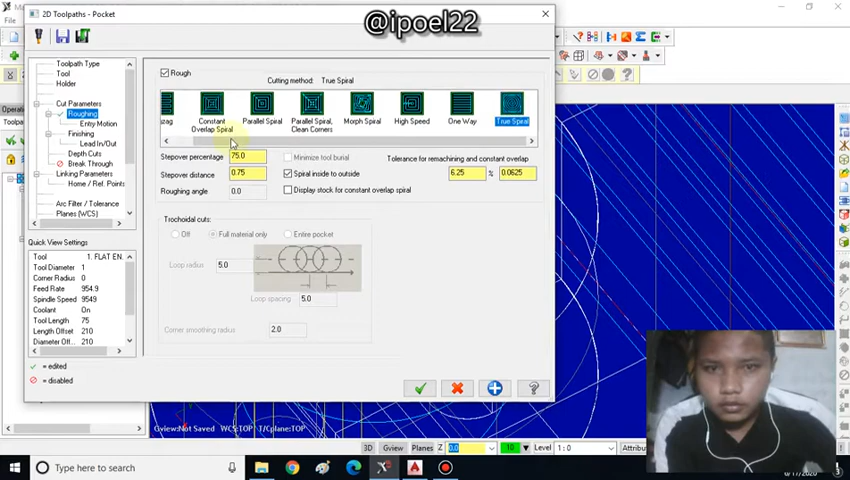 @ipoel22
2D Toolpaths - Pocket
Toolpath Type
Tool
Holder
Cut Parameters
Roughing
Entry Motion
Finishing
Lead In/Out
Depth Cuts
Break Through
Linking Parameters
Home / Ref. Points
Arc Filter / Tolerance
Planes (WCS)
Quick View Settings
Tool 1. FLAT EN..
Tool Diameter 1
Corner Radius 0
Feed Rate 954.9
Spindle Speed 9549
Coolant On
Tool Length 75
Length Offset 210
Diameter Off... 210
= edited
= disabled
Rough
Cutting method: True Spiral
Constant Overlap Spiral
Parallel Spiral
Parallel Spiral, Clean Corners
Morph Spiral
High Speed
One Way
True Spiral
Stepover percentage 75.0
Stepover distance 0.75
Roughing angle 0.0
Minimize tool burial
Spiral inside to outside
Display stock for constant overlap spiral
Tolerance for remachining and constant overlap
6.25 % 0.0625
Trochoidal cuts:
Off Full material only Entire pocket
Loop radius 5.0
Loop spacing 5.0
Corner smoothing radius 2.0
Gview:Not Saved WCS:TOP T/Cplane:TOP
3D Gview Planes Z 0.0 10 Level 1 : 0
Type here to search